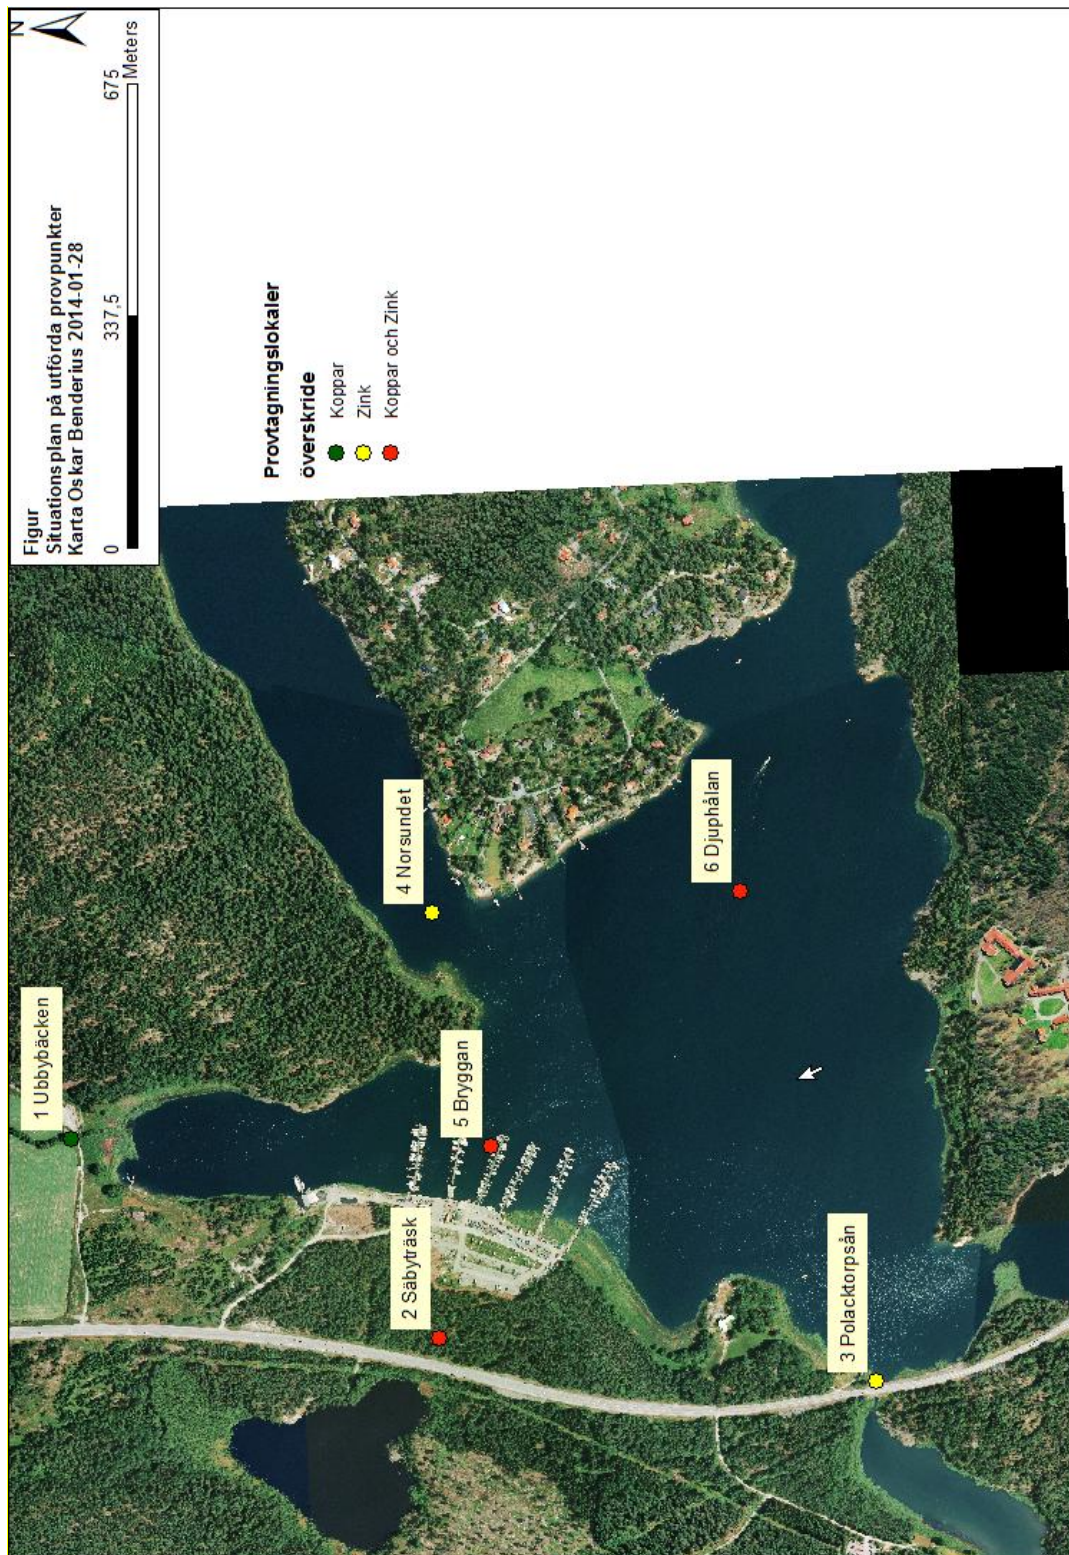 Figur
Situationsplan på utförda provpunkter
Karta Oskar Benderius 2014-01-28
0 337,5 675
Meters
N
Provtagningslokaler
överskride
Koppar
Zink
Koppar och Zink
1 Ubbybäcken
4 Norsundet
5 Bryggan
2 Säbyträsk
6 Djuphålan
3 Polacktorpsån